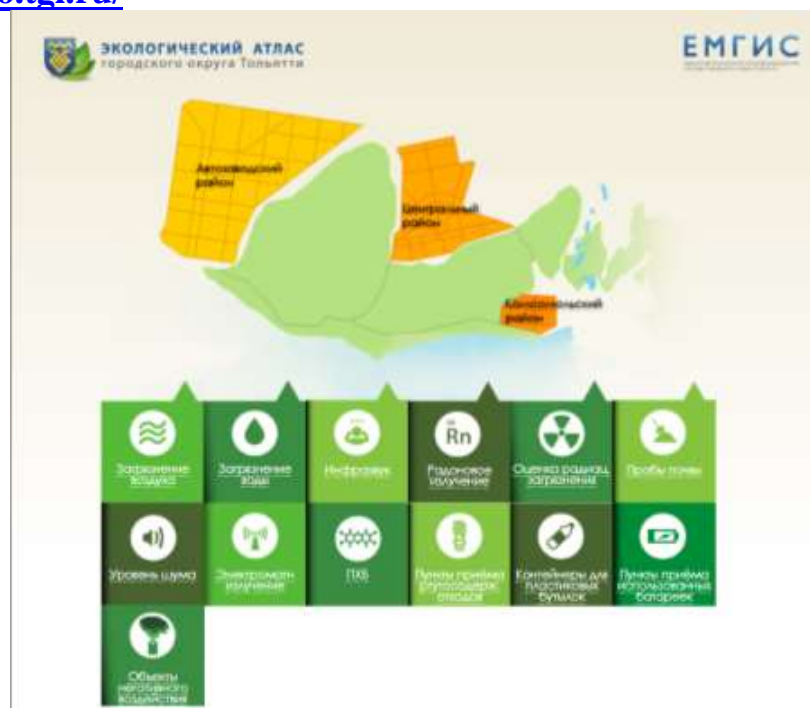 ЭКОЛОГИЧЕСКИЙ АТЛАС
городского округа Тольятти
ЕМГИС
Автозаводский
район
Центральный
район
Комсомольский
район
Загрязнение
воздуха
Загрязнение
воды
Инфразвук
Rn
Радоновое
излучение
Оценка радиац.
загрязнения
Пробы почвы
Уровень шума
Электромагн.
излучение
ПХБ
Пункты приёма
ртутьсодерж.
отходов
Контейнеры для
пластиковых
бутылок
Пункты приёма
использованных
батареек
Объекты
негативного
воздействия